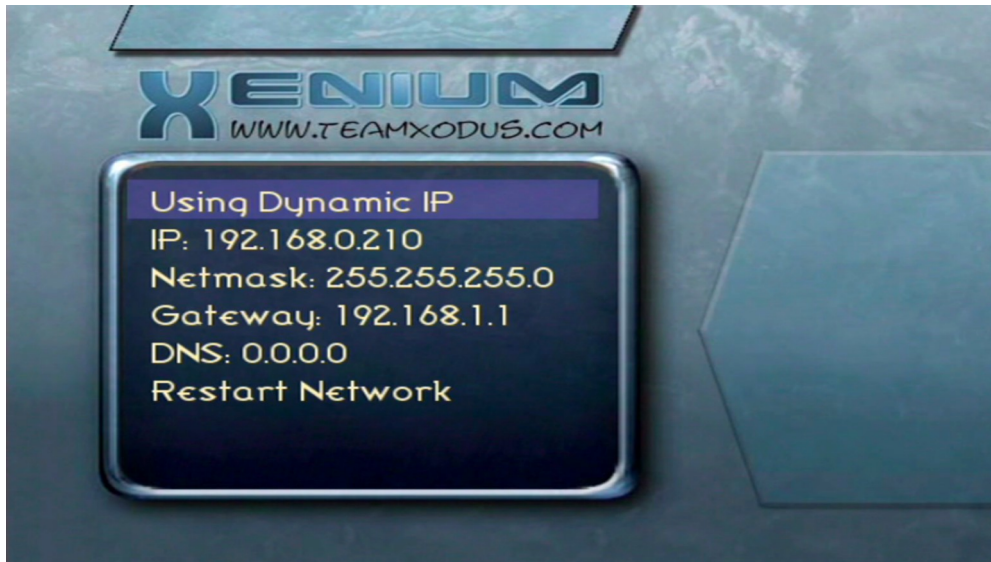 XENIUM
WWW.TEAMXODUS.COM
Using Dynamic IP
IP: 192.168.0.210
Netmask: 255.255.255.0
Gateway: 192.168.1.1
DNS: 0.0.0.0
Restart Network